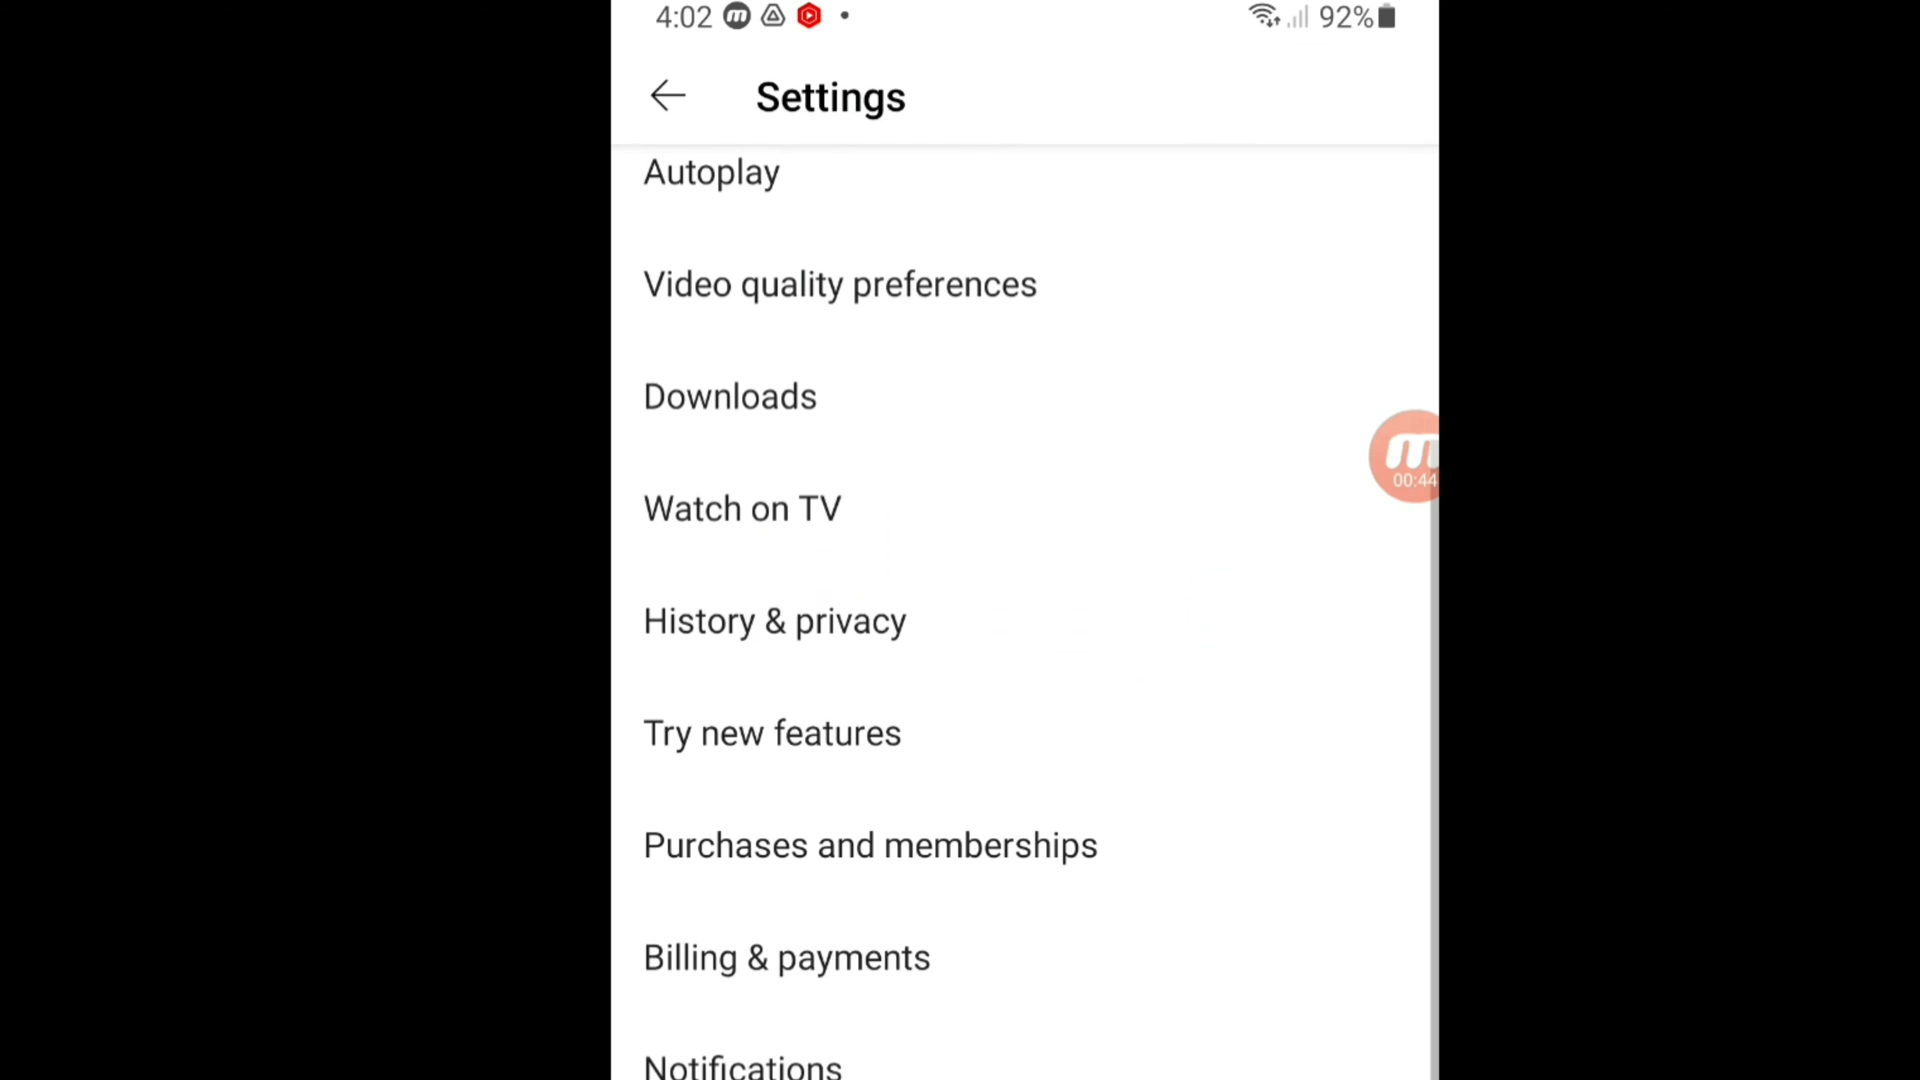 4:02 m 92%
Settings
Autoplay
Video quality preferences
Downloads
m
00:44
Watch on TV
History & privacy
Try new features
Purchases and memberships
Billing & payments
Notifications